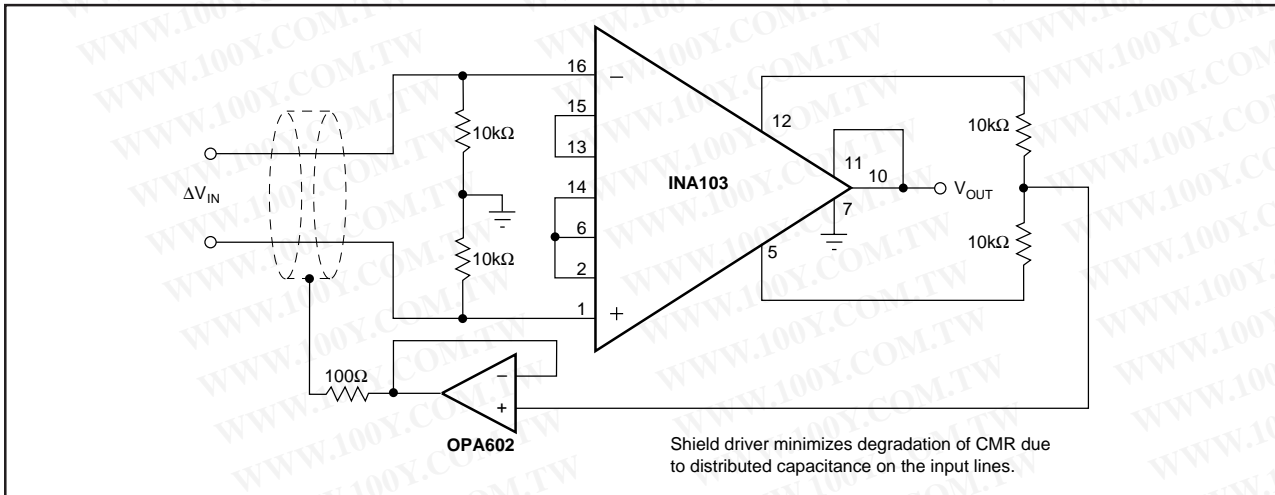 16
−
15
12
10kΩ
10kΩ
13
11
ΔV_IN
INA103
10
V_OUT
14
7
6
10kΩ
5
10kΩ
2
1
+
100Ω
−
+
OPA602
Shield driver minimizes degradation of CMR due
to distributed capacitance on the input lines.
WWW.100Y.COM.TW